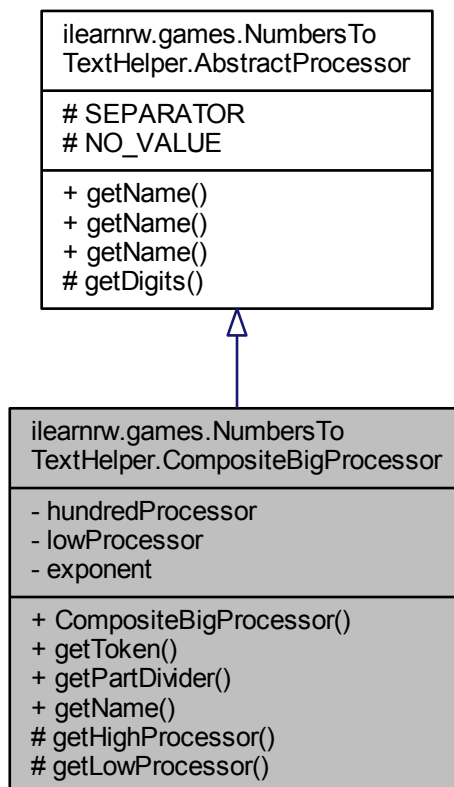 ilearnrw.games.NumbersTo
TextHelper.AbstractProcessor
# SEPARATOR
# NO_VALUE
+ getName()
+ getName()
+ getName()
# getDigits()
ilearnrw.games.NumbersTo
TextHelper.CompositeBigProcessor
- hundredProcessor
- lowProcessor
- exponent
+ CompositeBigProcessor()
+ getToken()
+ getPartDivider()
+ getName()
# getHighProcessor()
# getLowProcessor()